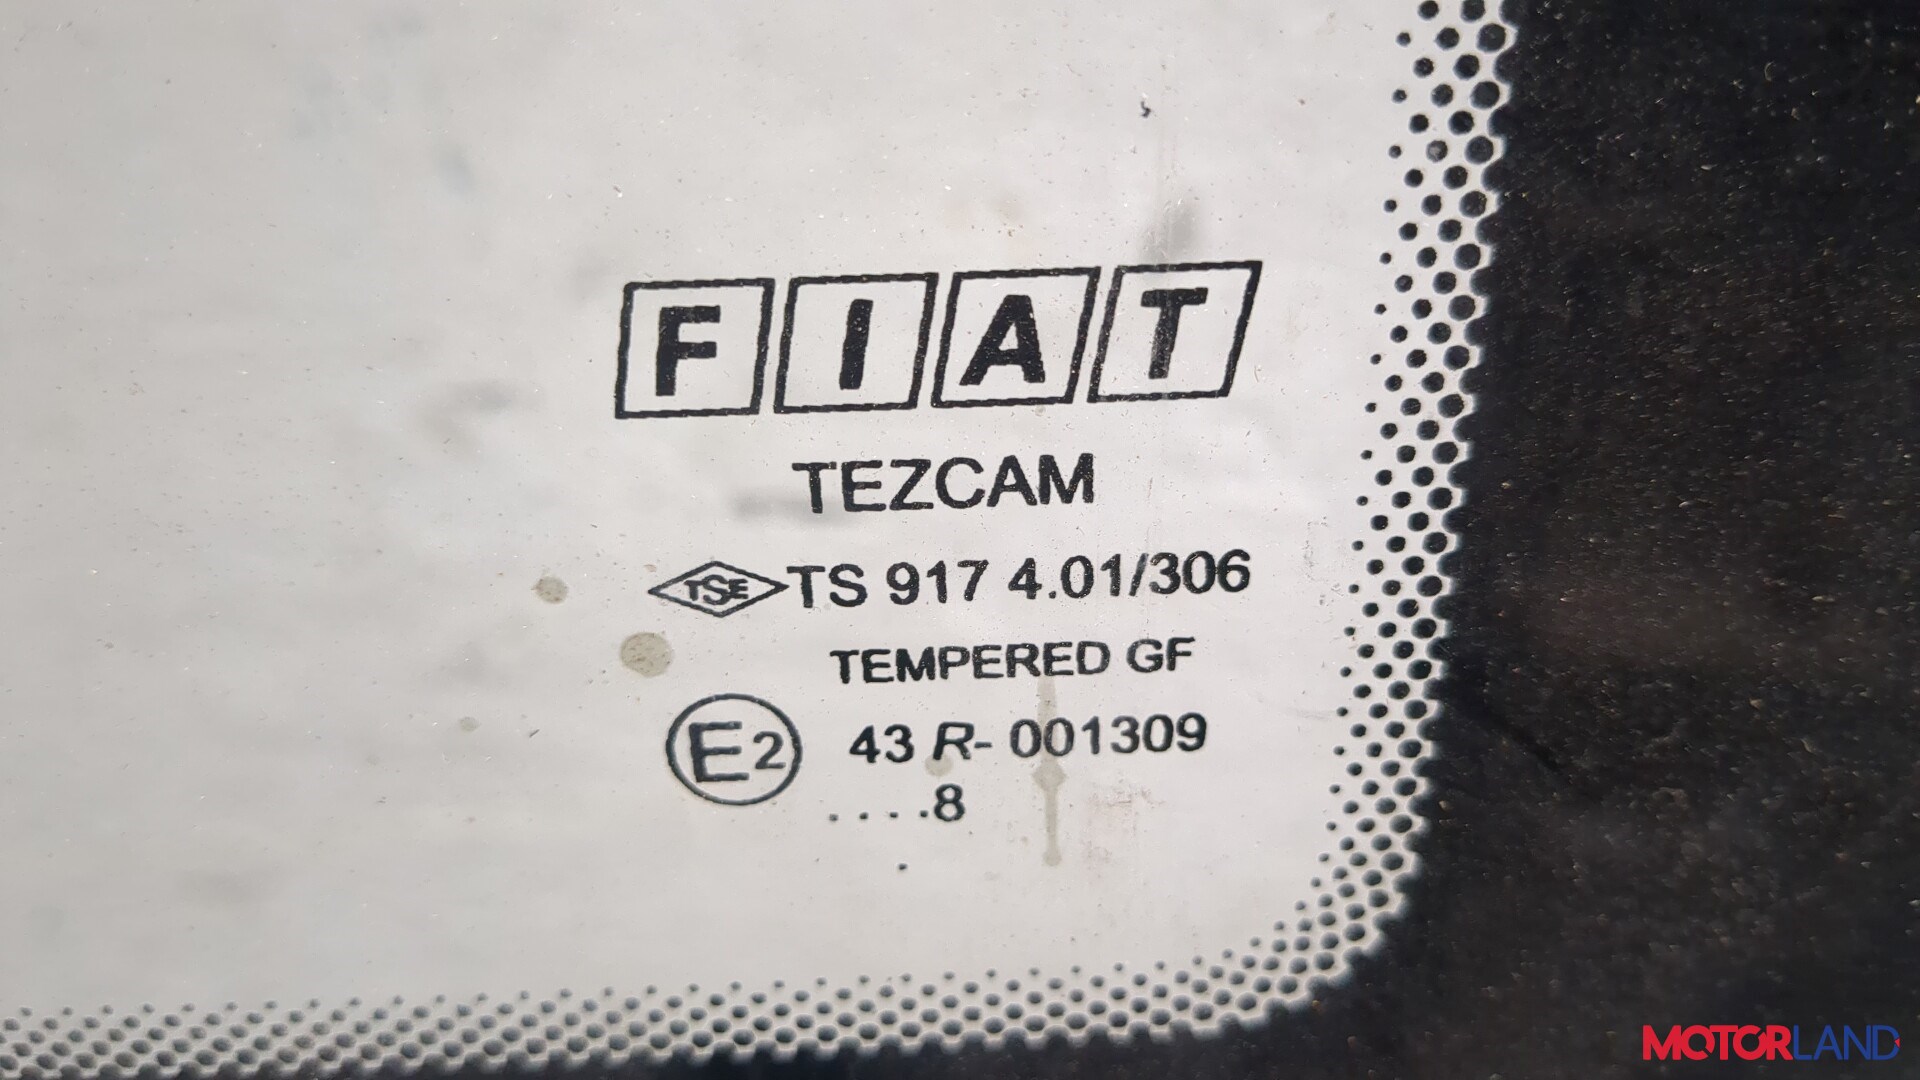 FIAT
TEZCAM
TSE TS 917 4.01/306
TEMPERED GF
E2 43 R- 001309
....8
MOTORLAND